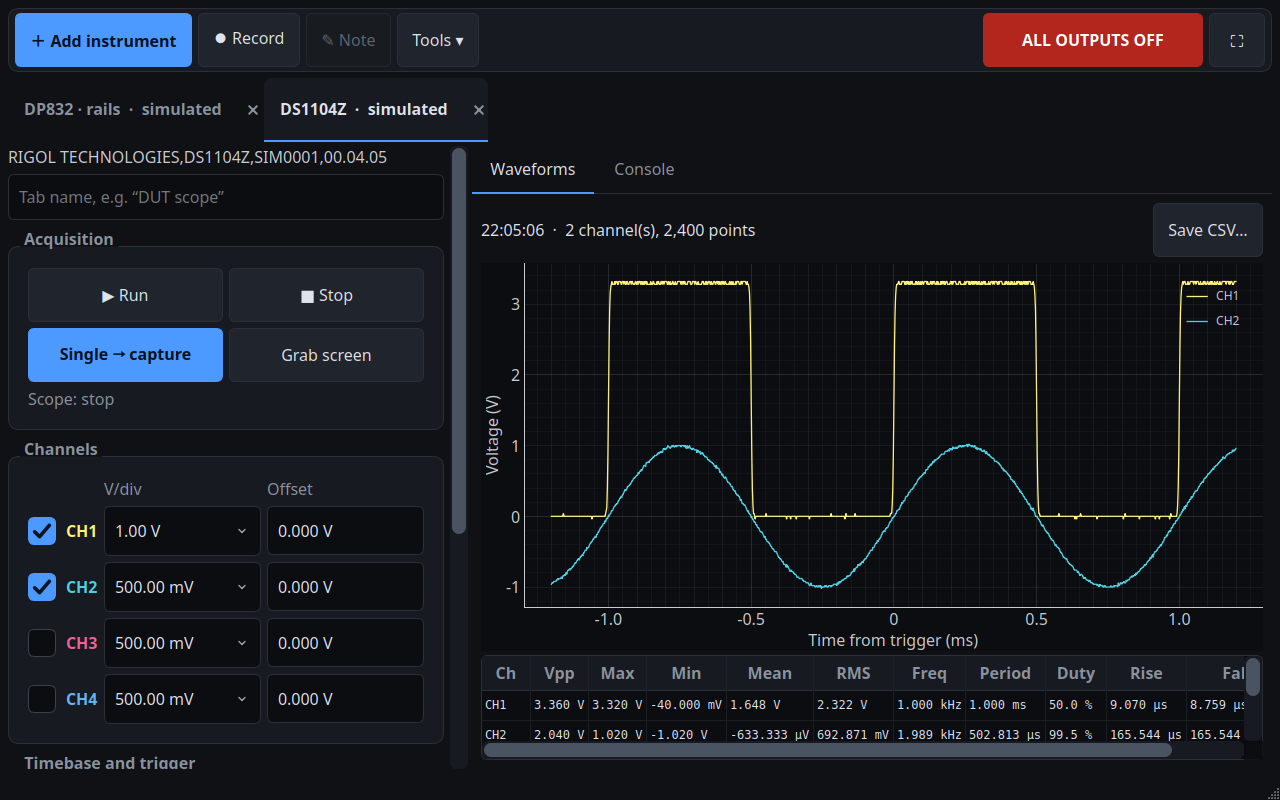 + Add instrument ● Record ✎ Note Tools ▾ ALL OUTPUTS OFF
DP832 · rails · simulated × DS1104Z · simulated ×
RIGOL TECHNOLOGIES,DS1104Z,SIM0001,00.04.05
Tab name, e.g. “DUT scope”
Acquisition
▶ Run ■ Stop
Single → capture Grab screen
Scope: stop
Channels
V/div Offset
CH1 1.00 V 0.000 V
CH2 500.00 mV 0.000 V
CH3 500.00 mV 0.000 V
CH4 500.00 mV 0.000 V
Timebase and trigger
Waveforms Console
22:05:06 · 2 channel(s), 2,400 points Save CSV...
CH1
CH2
Voltage (V)
3
2
1
0
-1
-1.0 -0.5 0 0.5 1.0
Time from trigger (ms)
Ch Vpp Max Min Mean RMS Freq Period Duty Rise Fal
CH1 3.360 V 3.320 V -40.000 mV 1.648 V 2.322 V 1.000 kHz 1.000 ms 50.0 % 9.070 µs 8.759 µs
CH2 2.040 V 1.020 V -1.020 V -633.333 µV 692.871 mV 1.989 kHz 502.813 µs 99.5 % 165.544 µs 165.544